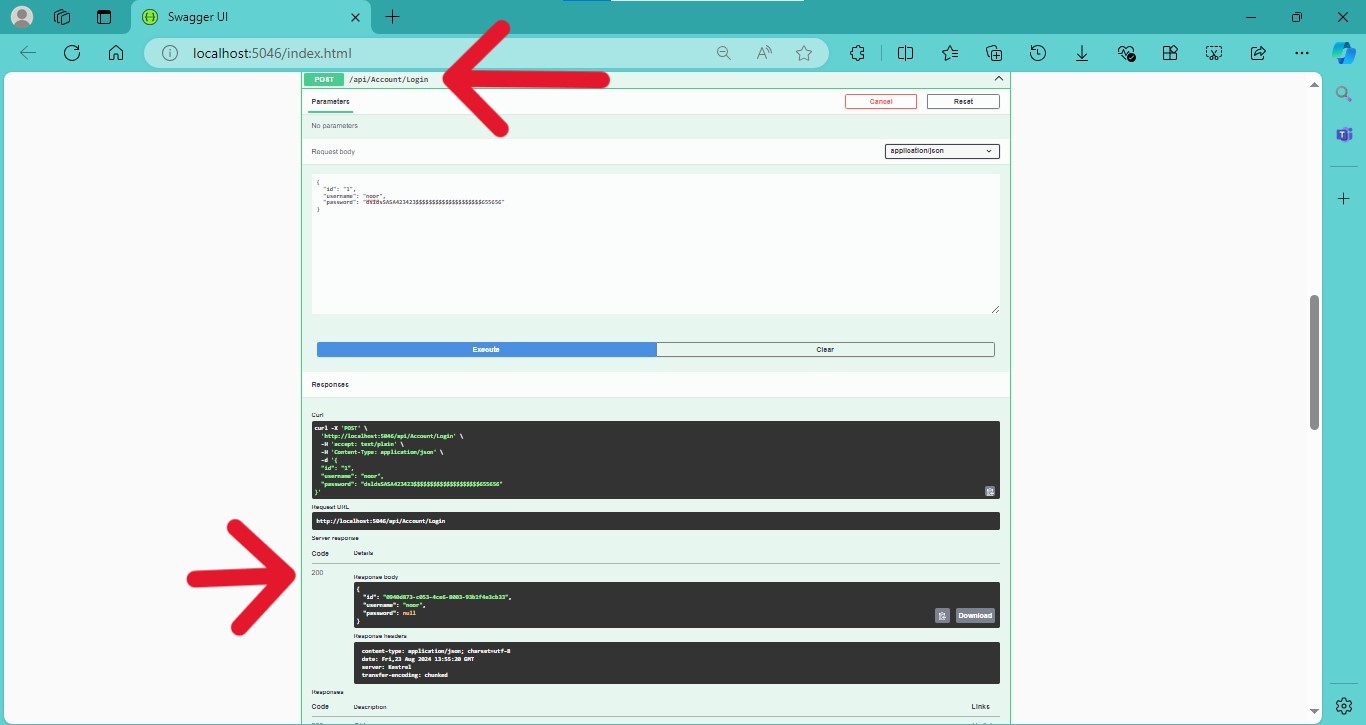 Swagger UI
localhost:5046/index.html
POST /api/Account/Login
Parameters
Cancel
Reset
No parameters
Request body
application/json
{
"id": "1",
"username": "noor",
"password": "dsldsSASA423423$$$$$$$$$$$$$$$$$$$$655656"
}
Execute
Clear
Responses
Curl
curl -X 'POST' \
'http://localhost:5046/api/Account/Login' \
-H 'accept: text/plain' \
-H 'Content-Type: application/json' \
-d '{
"id": "1",
"username": "noor",
"password": "dsldsSASA423423$$$$$$$$$$$$$$$$$$$$655656"
}'
Request URL
http://localhost:5046/api/Account/Login
Server response
Code Details
200
Response body
{
"id": "0940d873-c053-4ce6-8003-93b1f4e3cb33",
"username": "noor",
"password": null
}
Download
Response headers
content-type: application/json; charset=utf-8
date: Fri,23 Aug 2024 13:55:20 GMT
server: Kestrel
transfer-encoding: chunked
Responses
Code Description Links